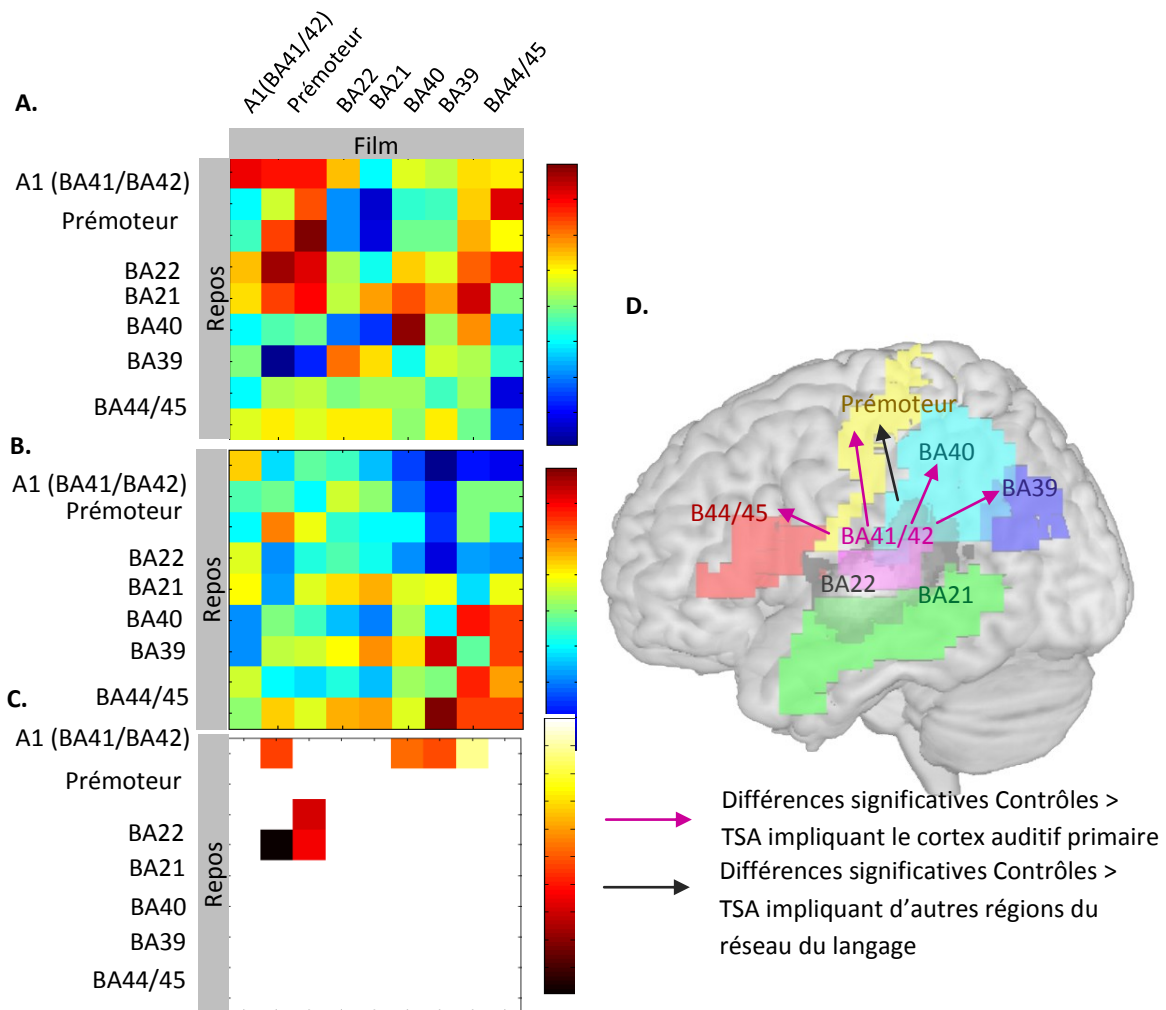 A.
A1(BA41/42)
Prémoteur
BA22
BA21
BA40
BA39
BA44/45
Film
Repos
A1 (BA41/BA42)
Prémoteur
BA22
BA21
BA40
BA39
BA44/45
B.
Repos
A1 (BA41/BA42)
Prémoteur
BA22
BA21
BA40
BA39
BA44/45
C.
Repos
A1 (BA41/BA42)
Prémoteur
BA22
BA21
BA40
BA39
BA44/45
D.
Prémoteur
BA40
BA39
B44/45
BA41/42
BA22
BA21
Différences significatives Contrôles >
TSA impliquant le cortex auditif primaire
Différences significatives Contrôles >
TSA impliquant d’autres régions du
réseau du langage